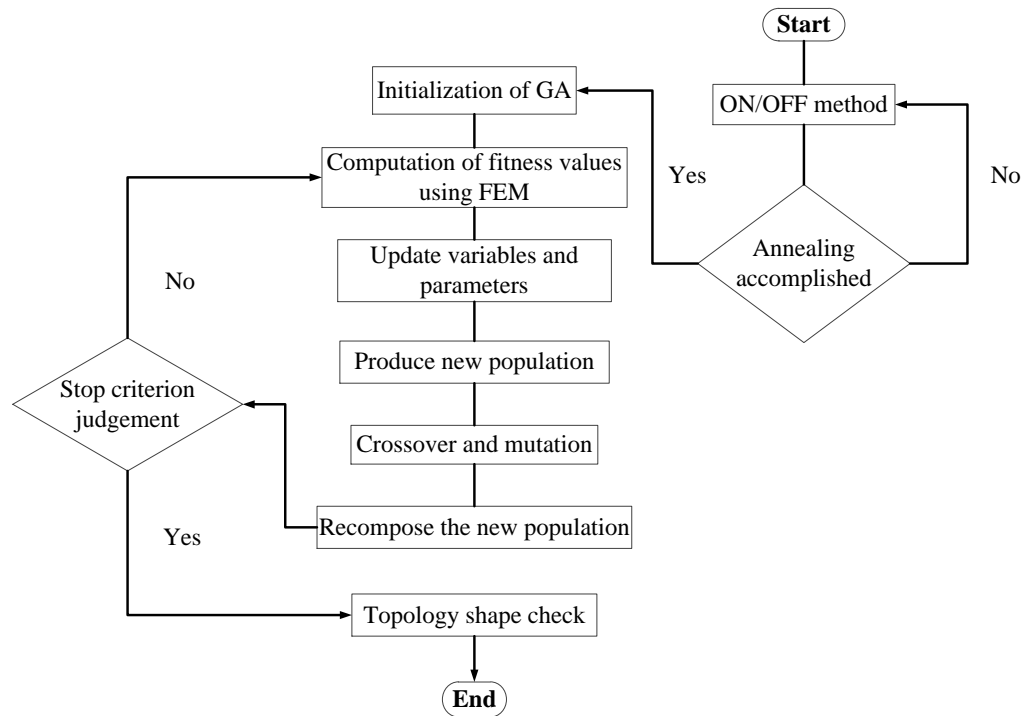 Start
Initialization of GA
ON/OFF method
Computation of fitness values
using FEM
Yes
No
Annealing
accomplished
Update variables and
parameters
No
Produce new population
Stop criterion
judgement
Crossover and mutation
Recompose the new population
Yes
Topology shape check
End